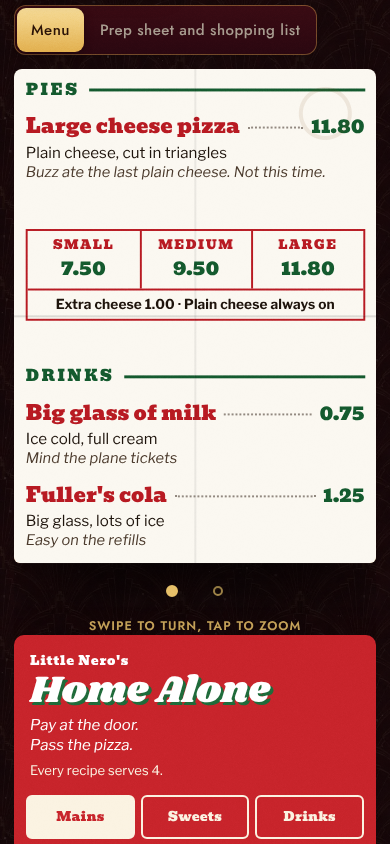 Menu
Prep sheet and shopping list
PIES
Large cheese pizza 11.80
Plain cheese, cut in triangles
Buzz ate the last plain cheese. Not this time.
SMALL MEDIUM LARGE
7.50 9.50 11.80
Extra cheese 1.00 · Plain cheese always on
DRINKS
Big glass of milk 0.75
Ice cold, full cream
Mind the plane tickets
Fuller's cola 1.25
Big glass, lots of ice
Easy on the refills
SWIPE TO TURN, TAP TO ZOOM
Little Nero's
Home Alone
Pay at the door.
Pass the pizza.
Every recipe serves 4.
Mains Sweets Drinks